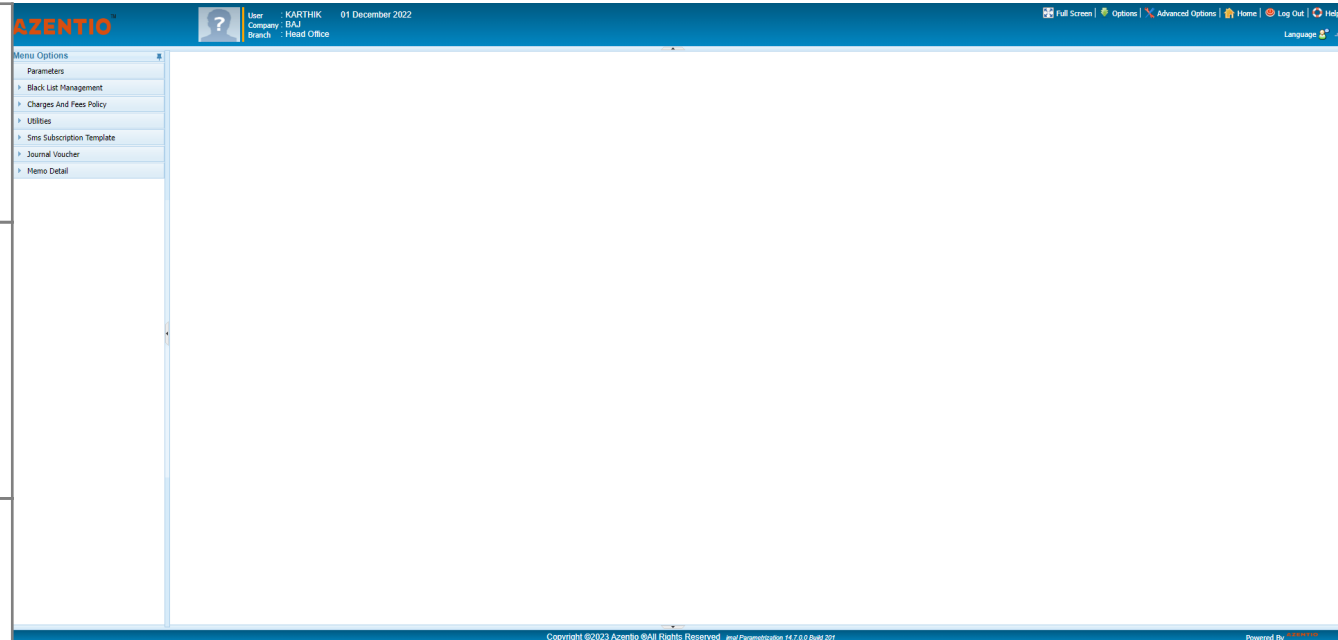 AZENTIO
User : KARTHIK 01 December 2022
Company : BAJ
Branch : Head Office
Full Screen | Options | Advanced Options | Home | Log Out | Help
Language
Menu Options
Parameters
Black List Management
Charges And Fees Policy
Utilities
Sms Subscription Template
Journal Voucher
Memo Detail
Copyright ©2023 Azentio ®All Rights Reserved imal Parametrization 14.7.0.0 Build 201
Powered By AZENTIO